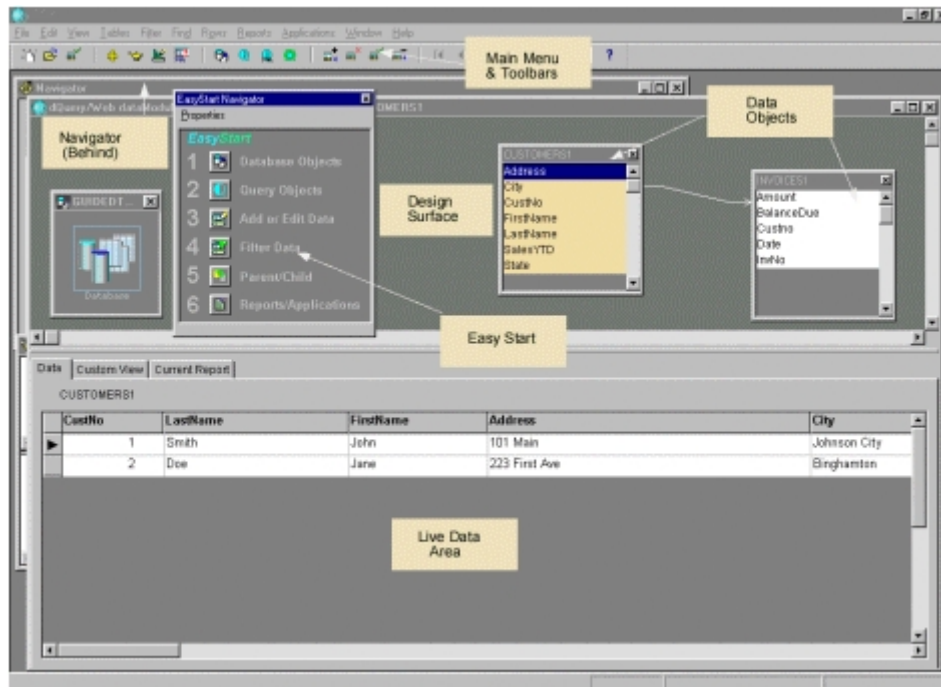 File Edit View Tables Filter Find Rows Reports Applications Window Help
?
Main Menu
& Toolbars
Navigator
dQuery/Web
OMERS1
Navigator
(Behind)
EasyStart Navigator
Properties
EasyStart
1 Database Objects
2 Query Objects
3 Add or Edit Data
4 Filter Data
5 Parent/Child
6 Reports/Applications
GUIDEDT...
Database
Design
Surface
Data
Objects
CUSTOMERS1
Address
City
CustNo
FirstName
LastName
SalesYTD
State
INVOICES1
Amount
BalanceDue
Custno
Date
InvNo
Easy Start
Data Custom View Current Report
CUSTOMERS1
CustNo LastName FirstName Address City
1 Smith John 101 Main Johnson City
2 Doe Jane 223 First Ave Binghamton
Live Data
Area